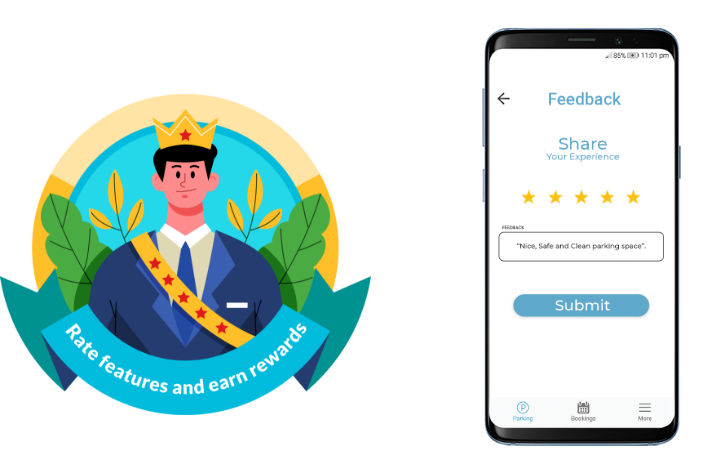 Rate features and earn rewards
85% 11:01 pm
Feedback
Share
Your Experience
FEEDBACK
“Nice, Safe and Clean parking space”.
Submit
P
Parking
Bookings
More